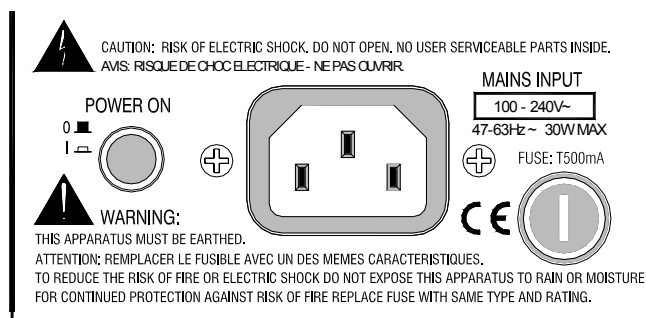 CAUTION: RISK OF ELECTRIC SHOCK. DO NOT OPEN. NO USER SERVICEABLE PARTS INSIDE.
AVIS: RISQUE DE CHOC ELECTRIQUE - NE PAS OUVRIR.
POWER ON
0
I
MAINS INPUT
100 - 240V~
47-63Hz ~ 30W MAX
FUSE: T500mA
CE
WARNING:
THIS APPARATUS MUST BE EARTHED.
ATTENTION: REMPLACER LE FUSIBLE AVEC UN DES MEMES CARACTERISTIQUES.
TO REDUCE THE RISK OF FIRE OR ELECTRIC SHOCK DO NOT EXPOSE THIS APPARATUS TO RAIN OR MOISTURE
FOR CONTINUED PROTECTION AGAINST RISK OF FIRE REPLACE FUSE WITH SAME TYPE AND RATING.